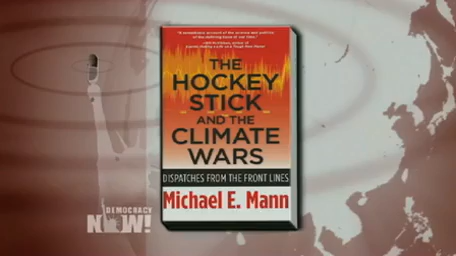 THE
HOCKEY
STICK
AND THE
CLIMATE
WARS
DISPATCHES FROM THE FRONT LINES
Michael E. Mann
DEMOCRACY
NOW!